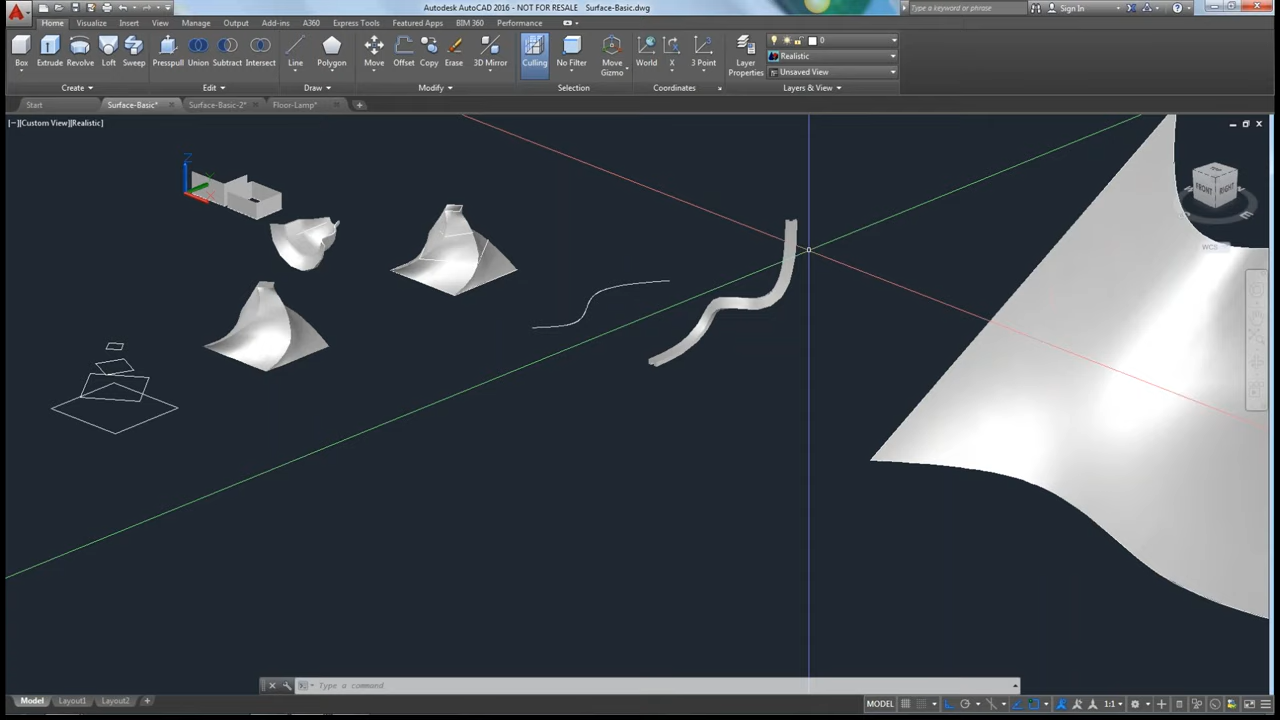 Autodesk AutoCAD 2016 - NOT FOR RESALE Surface-Basic.dwg
Type a keyword or phrase
Sign In
Home Insert Visualize View Manage Output Add-ins A360 Express Tools Featured Apps BIM 360 Performance
Box Extrude Revolve Loft Sweep Presspull Union Subtract Intersect Line Polygon Move Offset Copy Erase 3D Mirror Culling No Filter Move Gizmo World X 3 Point Layer Properties
0
Realistic
Unsaved View
Create Edit Draw Modify Selection Coordinates Layers & View
Start Surface-Basic* Surface-Basic-2* Floor-Lamp*
[−][Custom View][Realistic]
Z
FRONT RIGHT
WCS
Type a command
Model Layout1 Layout2
MODEL
1:1